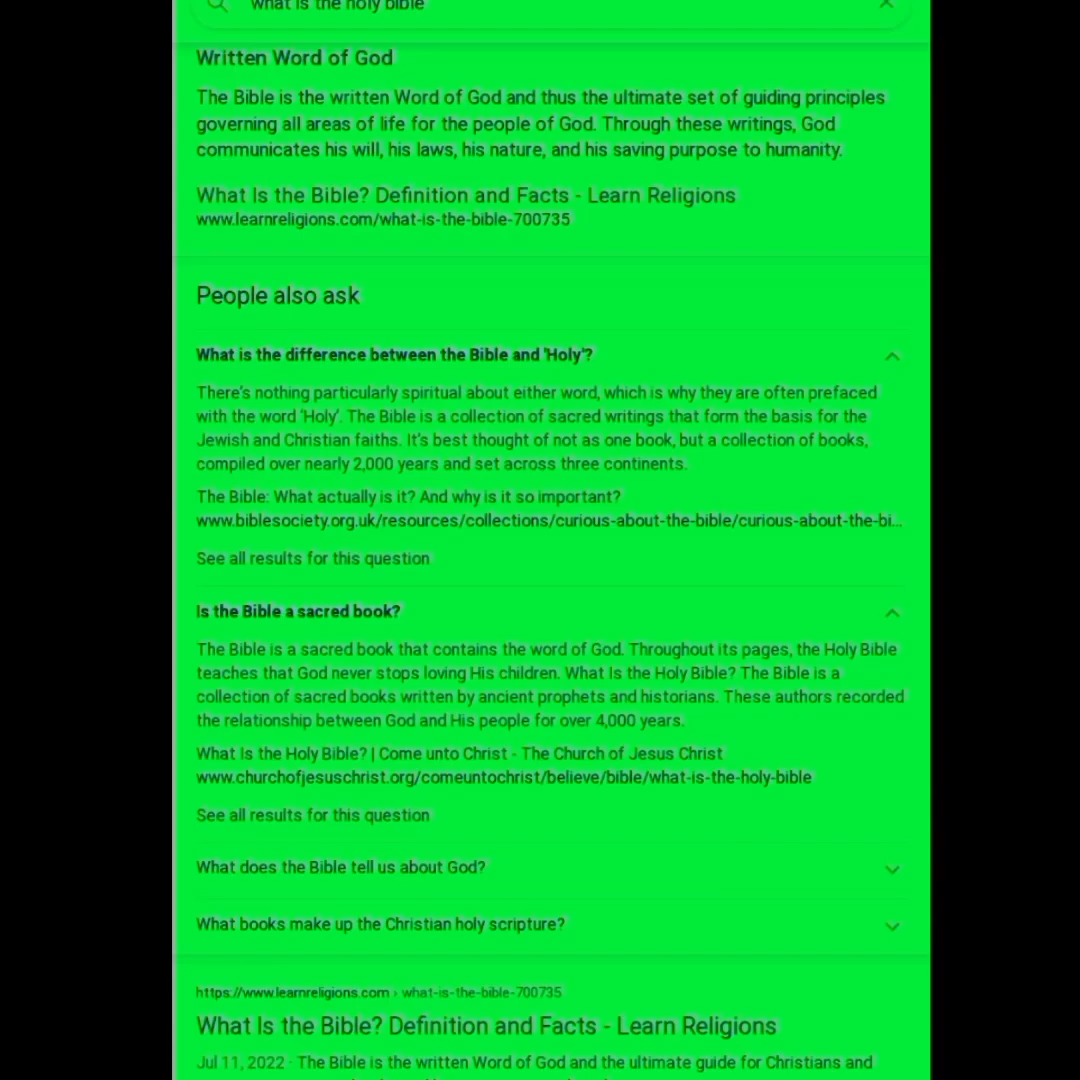 what is the holy bible
Written Word of God
The Bible is the written Word of God and thus the ultimate set of guiding principles
governing all areas of life for the people of God. Through these writings, God
communicates his will, his laws, his nature, and his saving purpose to humanity.
What Is the Bible? Definition and Facts - Learn Religions
www.learnreligions.com/what-is-the-bible-700735
People also ask
What is the difference between the Bible and 'Holy'?
There's nothing particularly spiritual about either word, which is why they are often prefaced
with the word 'Holy'. The Bible is a collection of sacred writings that form the basis for the
Jewish and Christian faiths. It's best thought of not as one book, but a collection of books,
compiled over nearly 2,000 years and set across three continents.
The Bible: What actually is it? And why is it so important?
www.biblesociety.org.uk/resources/collections/curious-about-the-bible/curious-about-the-bi...
See all results for this question
Is the Bible a sacred book?
The Bible is a sacred book that contains the word of God. Throughout its pages, the Holy Bible
teaches that God never stops loving His children. What Is the Holy Bible? The Bible is a
collection of sacred books written by ancient prophets and historians. These authors recorded
the relationship between God and His people for over 4,000 years.
What Is the Holy Bible? | Come unto Christ - The Church of Jesus Christ
www.churchofjesuschrist.org/comeuntochrist/believe/bible/what-is-the-holy-bible
See all results for this question
What does the Bible tell us about God?
What books make up the Christian holy scripture?
https://www.learnreligions.com › what-is-the-bible-700735
What Is the Bible? Definition and Facts - Learn Religions
Jul 11, 2022 · The Bible is the written Word of God and the ultimate guide for Christians and